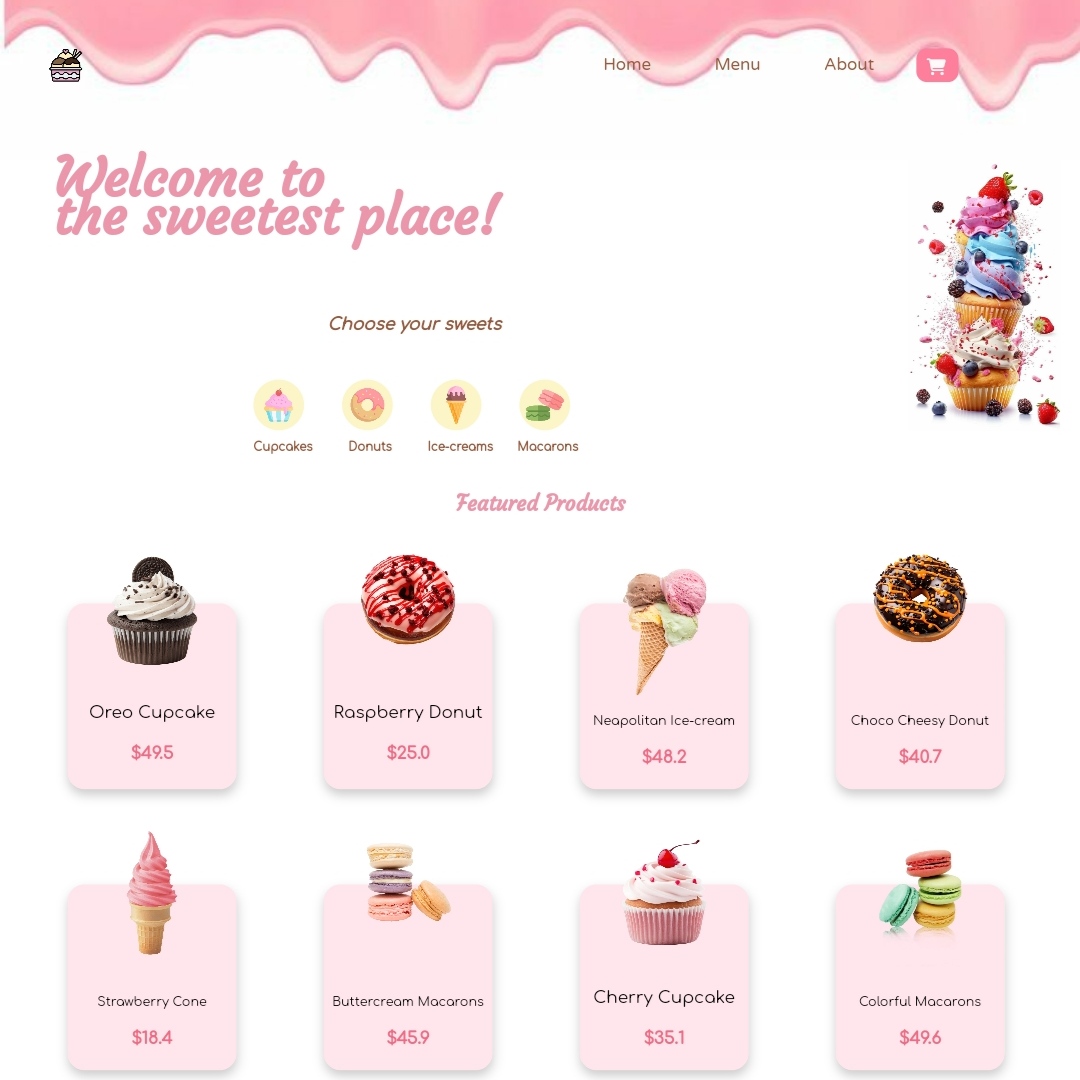 Home Menu About
Welcome to
the sweetest place!
Choose your sweets
Cupcakes Donuts Ice-creams Macarons
Featured Products
Oreo Cupcake Raspberry Donut Neapolitan Ice-cream Choco Cheesy Donut
$49.5 $25.0 $48.2 $40.7
Strawberry Cone Buttercream Macarons Cherry Cupcake Colorful Macarons
$18.4 $45.9 $35.1 $49.6